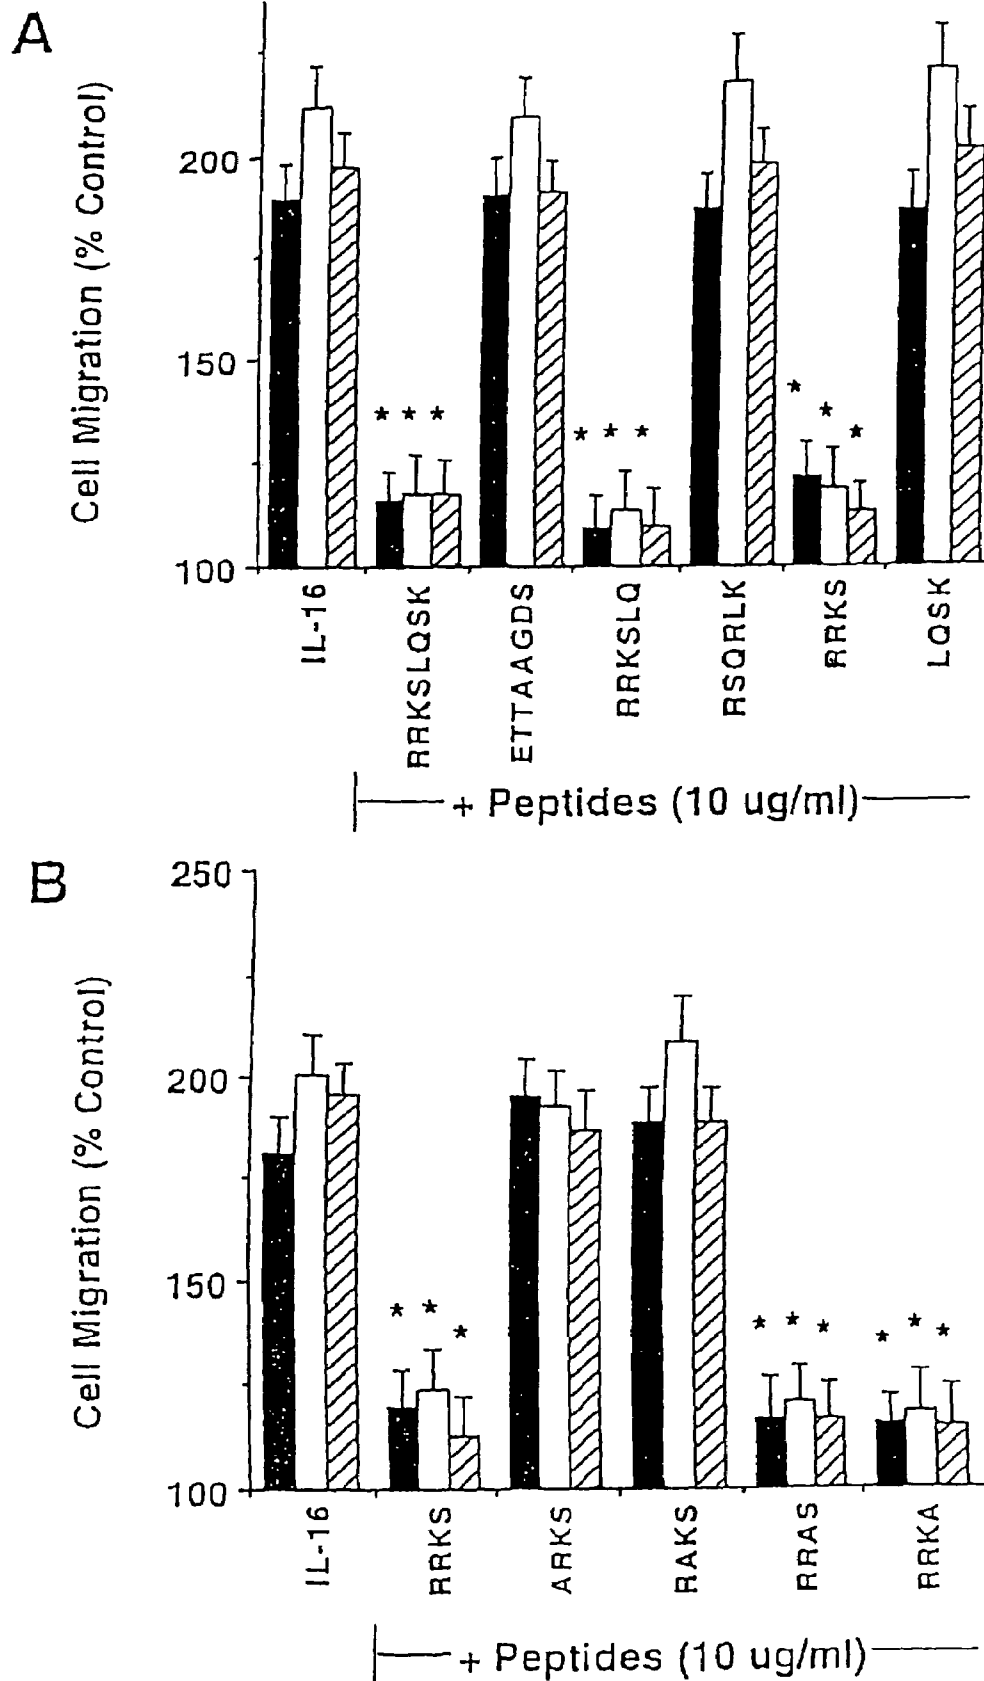 A
Cell Migration (% Control)
200
150
100
* * *
* * *
* * *
IL-16
RRKSLQSK
ETTAAGDS
RRKSLQ
RSQRLK
RRKS
LQSK
+ Peptides (10 ug/ml)
B
Cell Migration (% Control)
250
200
150
100
* * *
* * *
* * *
IL-16
RRKS
ARKS
RAKS
RRAS
RRKA
+ Peptides (10 ug/ml)